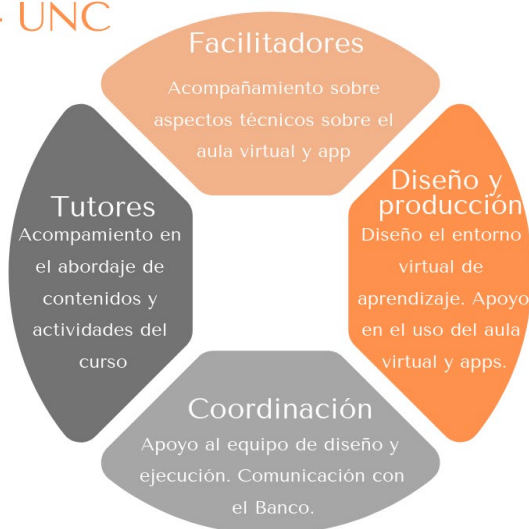 - UNC
Facilitadores
Acompañamiento sobre
aspectos técnicos sobre el
aula virtual y app
Tutores
Acompamiento en
el abordaje de
contenidos y
actividades del
curso
Diseño y
producción
Diseño el entorno
virtual de
aprendizaje. Apoyo
en el uso del aula
virtual y apps.
Coordinación
Apoyo al equipo de diseño y
ejecución. Comunicación con
el Banco.